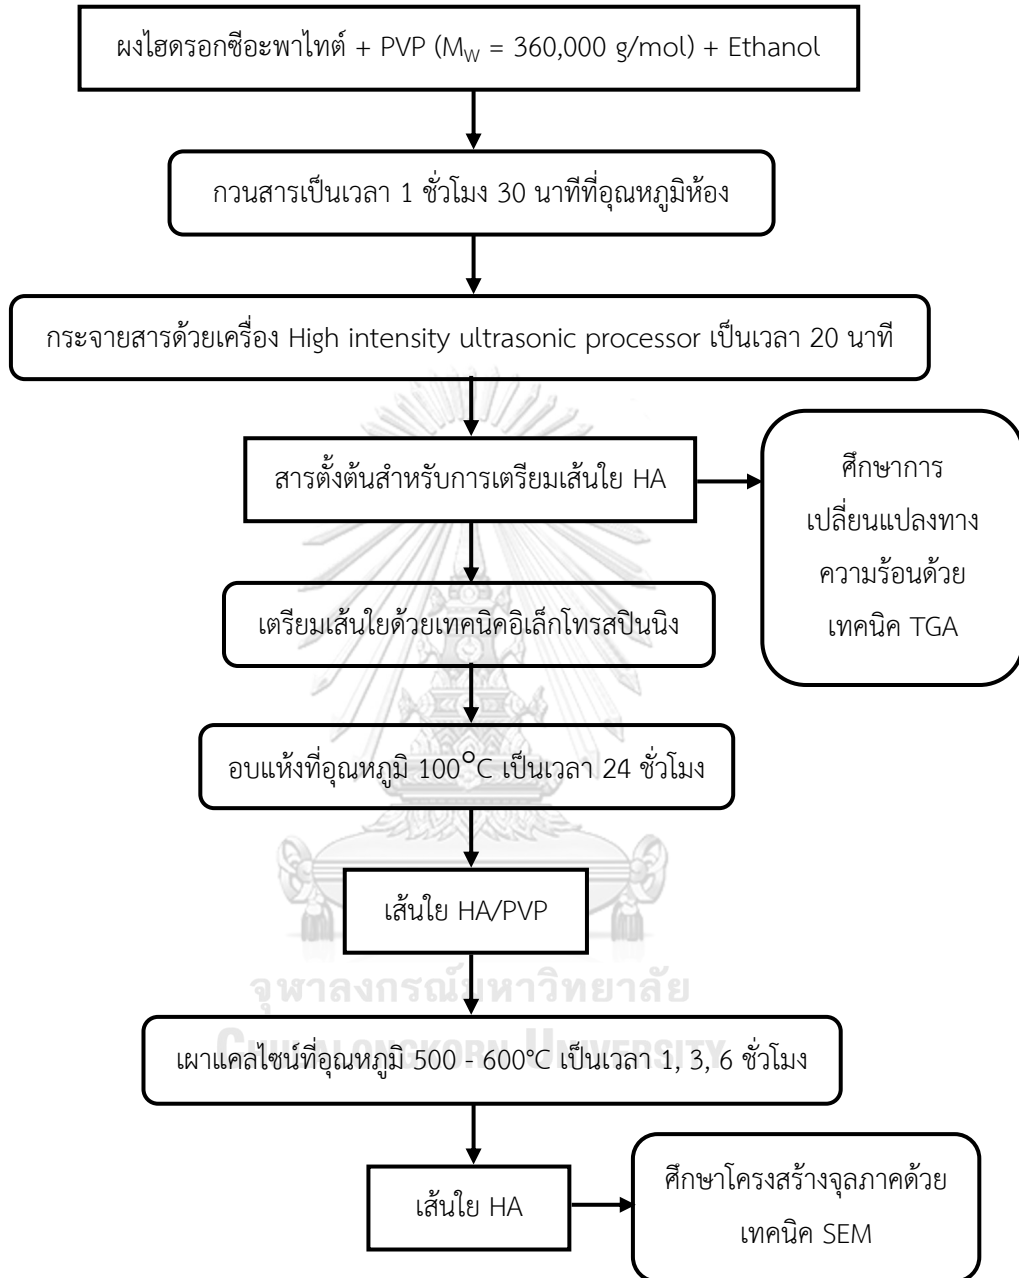 ผงไฮดรอกซีอะพาไทต์ + PVP (MW = 360,000 g/mol) + Ethanol
กวนสารเป็นเวลา 1 ชั่วโมง 30 นาทีที่อุณหภูมิห้อง
กระจายสารด้วยเครื่อง High intensity ultrasonic processor เป็นเวลา 20 นาที
สารตั้งต้นสำหรับการเตรียมเส้นใย HA
ศึกษาการ
เปลี่ยนแปลงทาง
ความร้อนด้วย
เทคนิค TGA
เตรียมเส้นใยด้วยเทคนิคอิเล็กโทรสปินนิง
อบแห้งที่อุณหภูมิ 100°C เป็นเวลา 24 ชั่วโมง
เส้นใย HA/PVP
จุฬาลงกรณ์มหาวิทยาลัย
CHULALONGKORN UNIVERSITY
เผาแคลไซน์ที่อุณหภูมิ 500 - 600°C เป็นเวลา 1, 3, 6 ชั่วโมง
เส้นใย HA
ศึกษาโครงสร้างจุลภาคด้วย
เทคนิค SEM